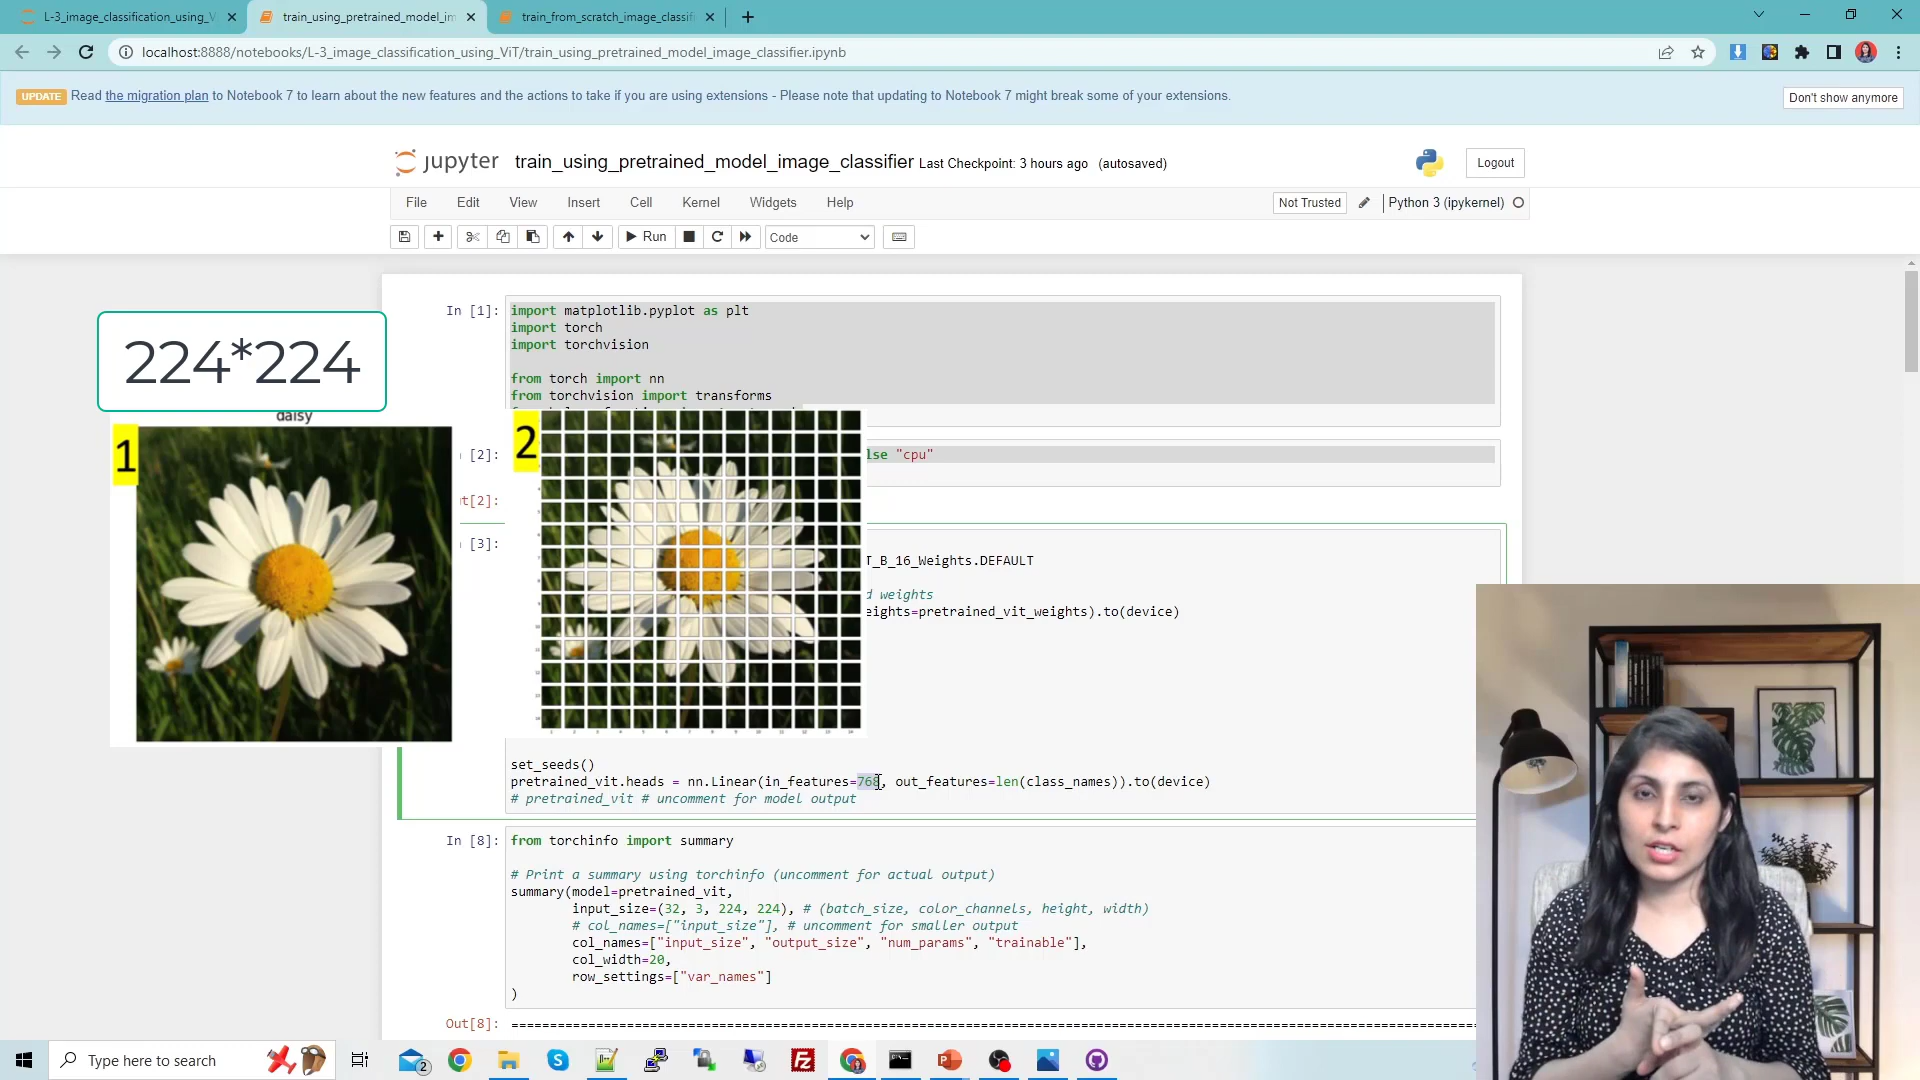 L-3_image_classification_using_V
train_using_pretrained_model_im
train_from_scratch_image_classifi
localhost:8888/notebooks/L-3_image_classification_using_ViT/train_using_pretrained_model_image_classifier.ipynb
UPDATE Read the migration plan to Notebook 7 to learn about the new features and the actions to take if you are using extensions - Please note that updating to Notebook 7 might break some of your extensions.
Don't show anymore
jupyter train_using_pretrained_model_image_classifier Last Checkpoint: 3 hours ago (autosaved)
Logout
File Edit View Insert Cell Kernel Widgets Help
Not Trusted Python 3 (ipykernel)
Run Code
In [1]: import matplotlib.pyplot as plt
import torch
import torchvision
from torch import nn
from torchvision import transforms
224*224
daisy
1
2
[2]: lse "cpu"
t[2]:
[3]:
T_B_16_Weights.DEFAULT
d weights
eights=pretrained_vit_weights).to(device)
set_seeds()
pretrained_vit.heads = nn.Linear(in_features=768, out_features=len(class_names)).to(device)
# pretrained_vit # uncomment for model output
In [8]: from torchinfo import summary
# Print a summary using torchinfo (uncomment for actual output)
summary(model=pretrained_vit,
input_size=(32, 3, 224, 224), # (batch_size, color_channels, height, width)
# col_names=["input_size"], # uncomment for smaller output
col_names=["input_size", "output_size", "num_params", "trainable"],
col_width=20,
row_settings=["var_names"]
)
Out[8]:
Type here to search
2